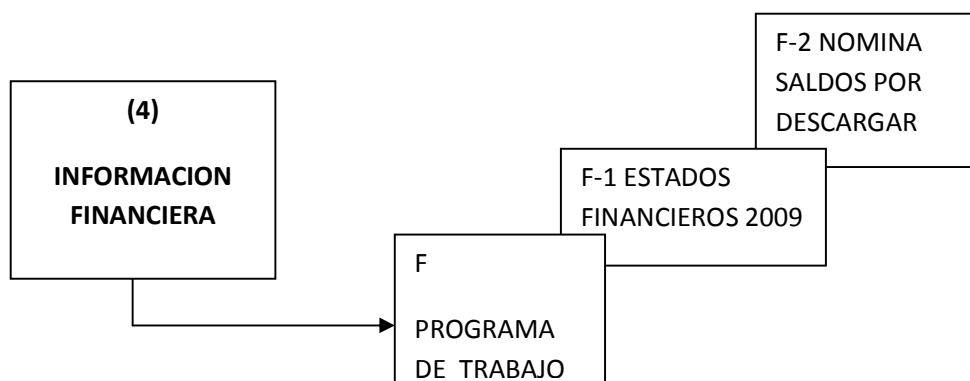 (4)
INFORMACION
FINANCIERA
F
PROGRAMA
DE TRABAJO
F-1 ESTADOS
FINANCIEROS 2009
F-2 NOMINA
SALDOS POR
DESCARGAR